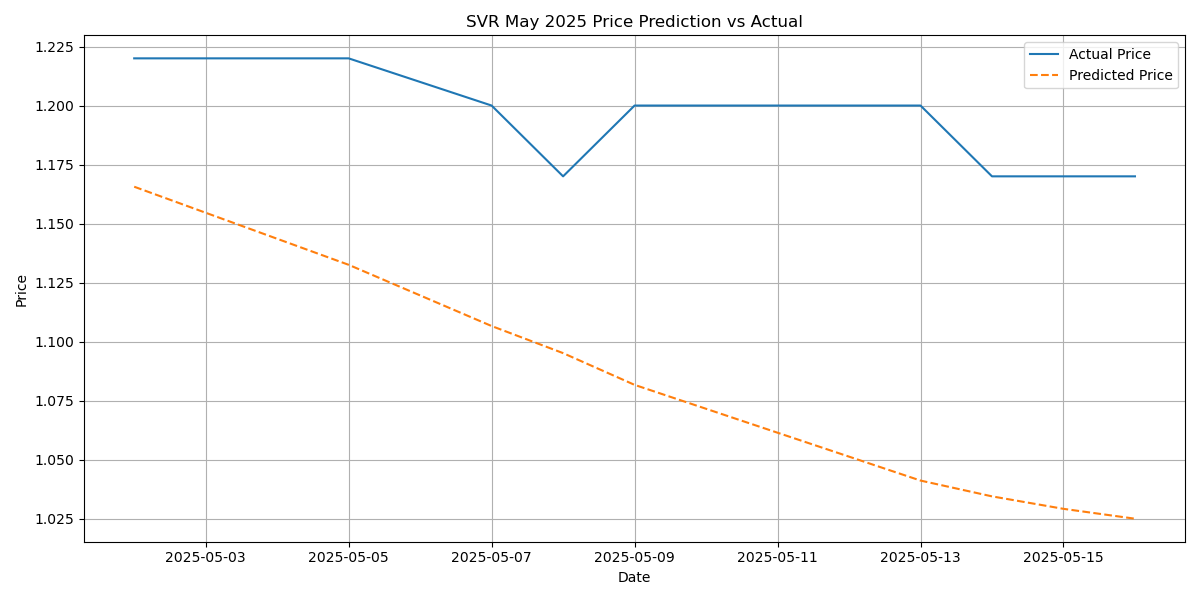 SVR May 2025 Price Prediction vs Actual
Actual Price
Predicted Price
Price
1.225
1.200
1.175
1.150
1.125
1.100
1.075
1.050
1.025
2025-05-03 2025-05-05 2025-05-07 2025-05-09 2025-05-11 2025-05-13 2025-05-15
Date